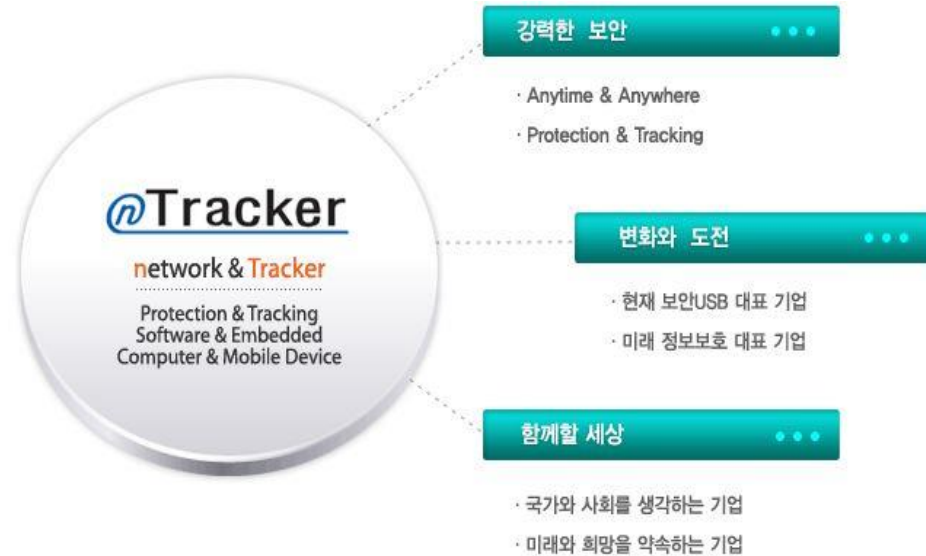 강력한 보안
· Anytime & Anywhere
· Protection & Tracking
nTracker
network & Tracker
Protection & Tracking
Software & Embedded
Computer & Mobile Device
변화와 도전
· 현재 보안USB 대표 기업
· 미래 정보보호 대표 기업
함께할 세상
· 국가와 사회를 생각하는 기업
· 미래와 희망을 약속하는 기업